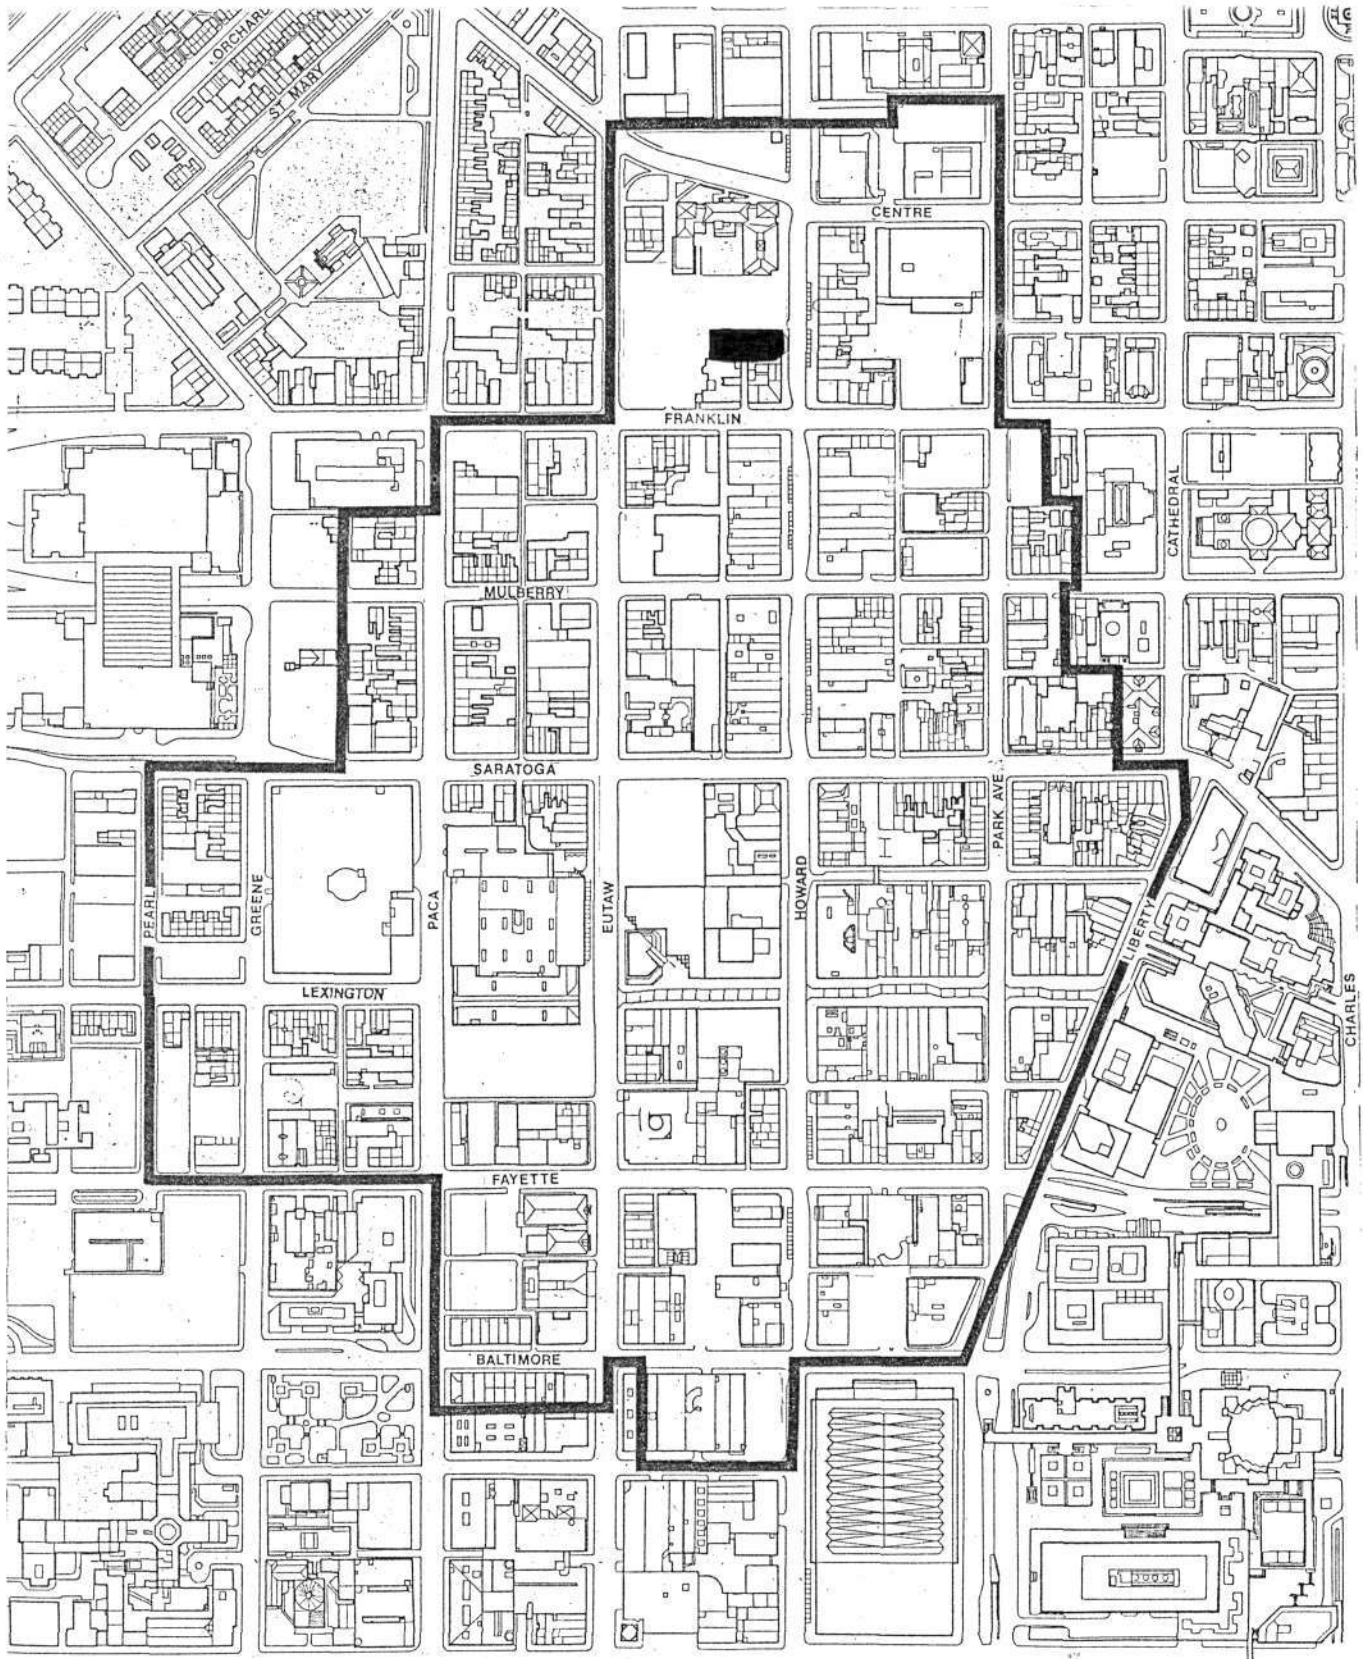 ORCHARD
ST. MARY
CENTRE
FRANKLIN
CATHEDRAL
MULBERRY
SARATOGA
PARK AVE.
PEARL
GREENE
PACA
EUTAW
HOWARD
LIBERTY
LEXINGTON
CHARLES
FAYETTE
BALTIMORE